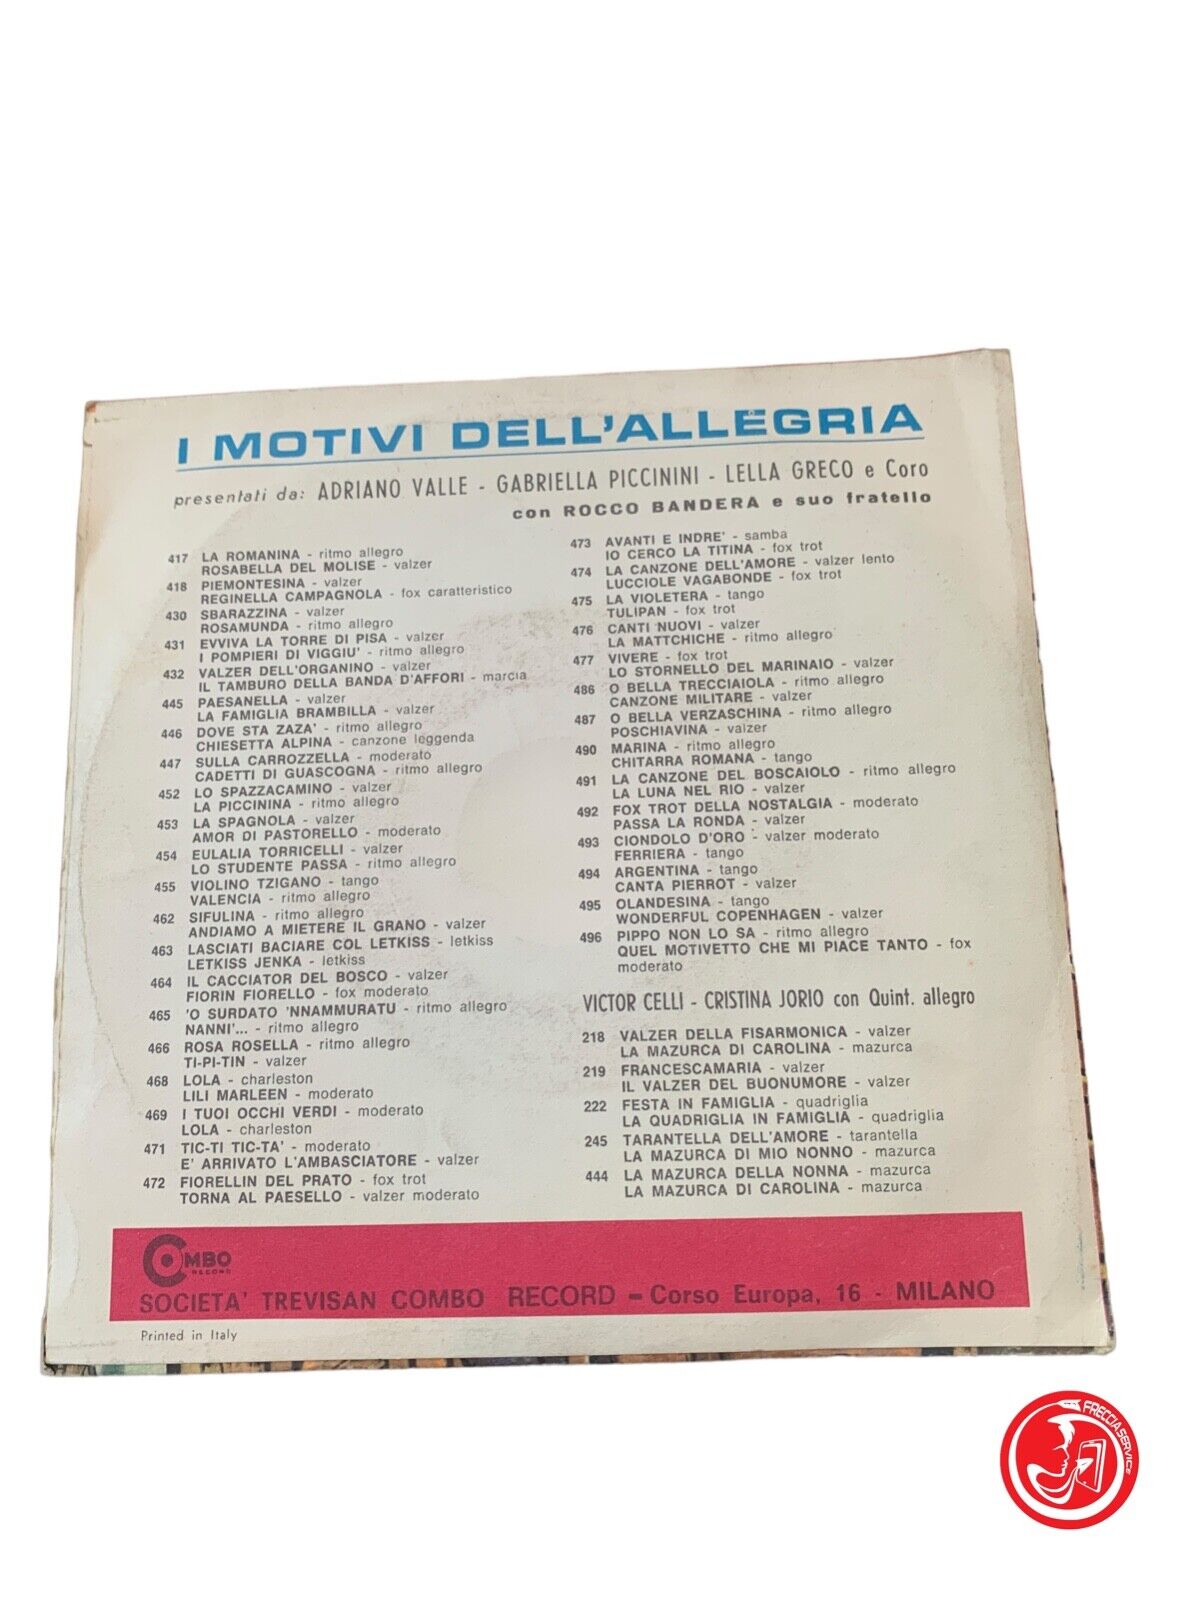 I MOTIVI DELL'ALLEGRIA
presentati da: ADRIANO VALLE - GABRIELLA PICCININI - LELLA GRECO e Coro
con ROCCO BANDERA e suo fratello
417 LA ROMANINA - ritmo allegro
ROSABELLA DEL MOLISE - valzer
418 PIEMONTESINA - valzer
REGINELLA CAMPAGNOLA - fox caratteristico
430 SBARAZZINA - valzer
ROSAMUNDA - ritmo allegro
431 EVVIVA LA TORRE DI PISA - valzer
I POMPIERI DI VIGGIU' - ritmo allegro
432 VALZER DELL'ORGANINO - valzer
IL TAMBURO DELLA BANDA D'AFFORI - marcia
445 PAESANELLA - valzer
LA FAMIGLIA BRAMBILLA - valzer
446 DOVE STA ZAZA' - ritmo allegro
CHIESETTA ALPINA - canzone leggenda
447 SULLA CARROZZELLA - moderato
CADETTI DI GUASCOGNA - ritmo allegro
452 LO SPAZZACAMINO - valzer
LA PICCININA - ritmo allegro
453 LA SPAGNOLA - valzer
AMOR DI PASTORELLO - moderato
454 EULALIA TORRICELLI - valzer
LO STUDENTE PASSA - ritmo allegro
455 VIOLINO TZIGANO - tango
VALENCIA - ritmo allegro
462 SIFULINA - ritmo allegro
ANDIAMO A MIETERE IL GRANO - valzer
463 LASCIATI BACIARE COL LETKISS - letkiss
LETKISS JENKA - letkiss
464 IL CACCIATOR DEL BOSCO - valzer
FIORIN FIORELLO - fox moderato
465 'O SURDATO 'NNAMMURATU - ritmo allegro
NANNI'... - ritmo allegro
466 ROSA ROSELLA - ritmo allegro
TI-PI-TIN - valzer
468 LOLA - charleston
LILI MARLEEN - moderato
469 I TUOI OCCHI VERDI - moderato
LOLA - charleston
471 TIC-TI TIC-TA' - moderato
E' ARRIVATO L'AMBASCIATORE - valzer
472 FIORELLIN DEL PRATO - fox trot
TORNA AL PAESELLO - valzer moderato
473 AVANTI E INDRE' - samba
IO CERCO LA TITINA - fox trot
474 LA CANZONE DELL'AMORE - valzer lento
LUCCIOLE VAGABONDE - fox trot
475 LA VIOLETERA - tango
TULIPAN - fox trot
476 CANTI NUOVI - valzer
LA MATTCHICHE - ritmo allegro
477 VIVERE - fox trot
LO STORNELLO DEL MARINAIO - valzer
486 O BELLA TRECCIAIOLA - ritmo allegro
CANZONE MILITARE - valzer
487 O BELLA VERZASCHINA - ritmo allegro
POSCHIAVINA - valzer
490 MARINA - ritmo allegro
CHITARRA ROMANA - tango
491 LA CANZONE DEL BOSCAIOLO - ritmo allegro
LA LUNA NEL RIO - valzer
492 FOX TROT DELLA NOSTALGIA - moderato
PASSA LA RONDA - valzer
493 CIONDOLO D'ORO - valzer moderato
FERRIERA - tango
494 ARGENTINA - tango
CANTA PIERROT - valzer
495 OLANDESINA - tango
WONDERFUL COPENHAGEN - valzer
496 PIPPO NON LO SA - ritmo allegro
QUEL MOTIVETTO CHE MI PIACE TANTO - fox
moderato
VICTOR CELLI - CRISTINA JORIO con Quint. allegro
218 VALZER DELLA FISARMONICA - valzer
LA MAZURCA DI CAROLINA - mazurca
219 FRANCESCAMARIA - valzer
IL VALZER DEL BUONUMORE - valzer
222 FESTA IN FAMIGLIA - quadriglia
LA QUADRIGLIA IN FAMIGLIA - quadriglia
245 TARANTELLA DELL'AMORE - tarantella
LA MAZURCA DI MIO NONNO - mazurca
444 LA MAZURCA DELLA NONNA - mazurca
LA MAZURCA DI CAROLINA - mazurca
COMBO
RECORD
SOCIETA' TREVISAN COMBO RECORD - Corso Europa, 16 - MILANO
Printed in Italy
FRECCIA SERVICE